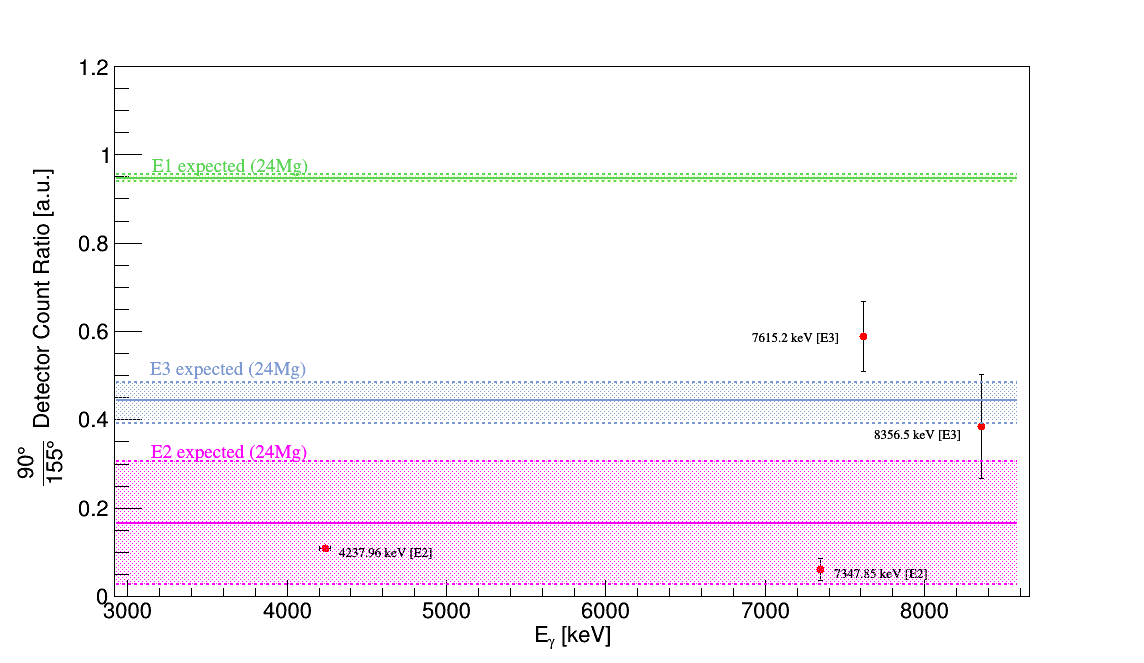 1.2
1
0.8
0.6
0.4
0.2
0
90°
155°
Detector Count Ratio [a.u.]
E1 expected (24Mg)
7615.2 keV [E3]
E3 expected (24Mg)
8356.5 keV [E3]
E2 expected (24Mg)
4237.96 keV [E2]
7347.85 keV [E2]
3000 4000 5000 6000 7000 8000
Eγ [keV]